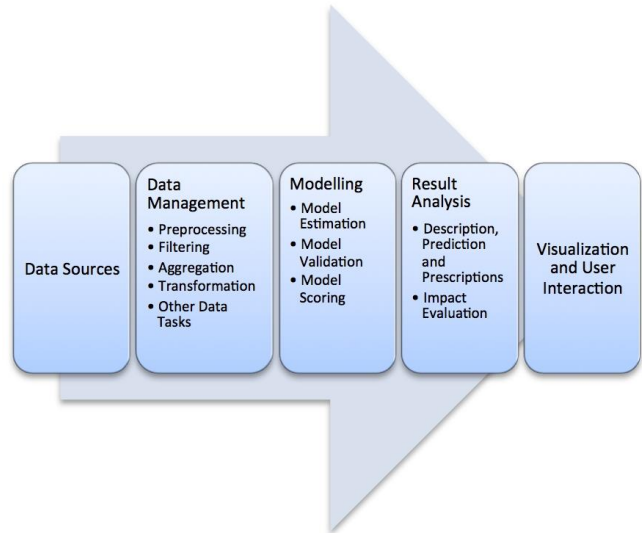 Data Sources
Data
Management
• Preprocessing
• Filtering
• Aggregation
• Transformation
• Other Data
Tasks
Modelling
• Model
Estimation
• Model
Validation
• Model
Scoring
Result
Analysis
• Description,
Prediction
and
Prescriptions
• Impact
Evaluation
Visualization
and User
Interaction